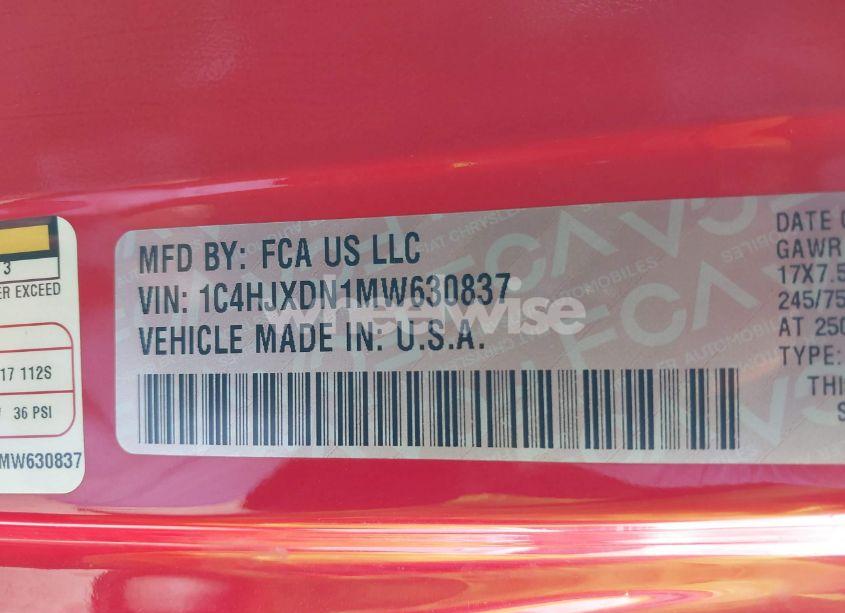 3
ER EXCEED
17 112S
36 PSI
MW630837
MFD BY: FCA US LLC
VIN: 1C4HJXDN1MW630837
VEHICLE MADE IN: U.S.A.
wheelwise
DATE O
GAWR
17X7.5
245/75
AT 250
TYPE:
THIS
S